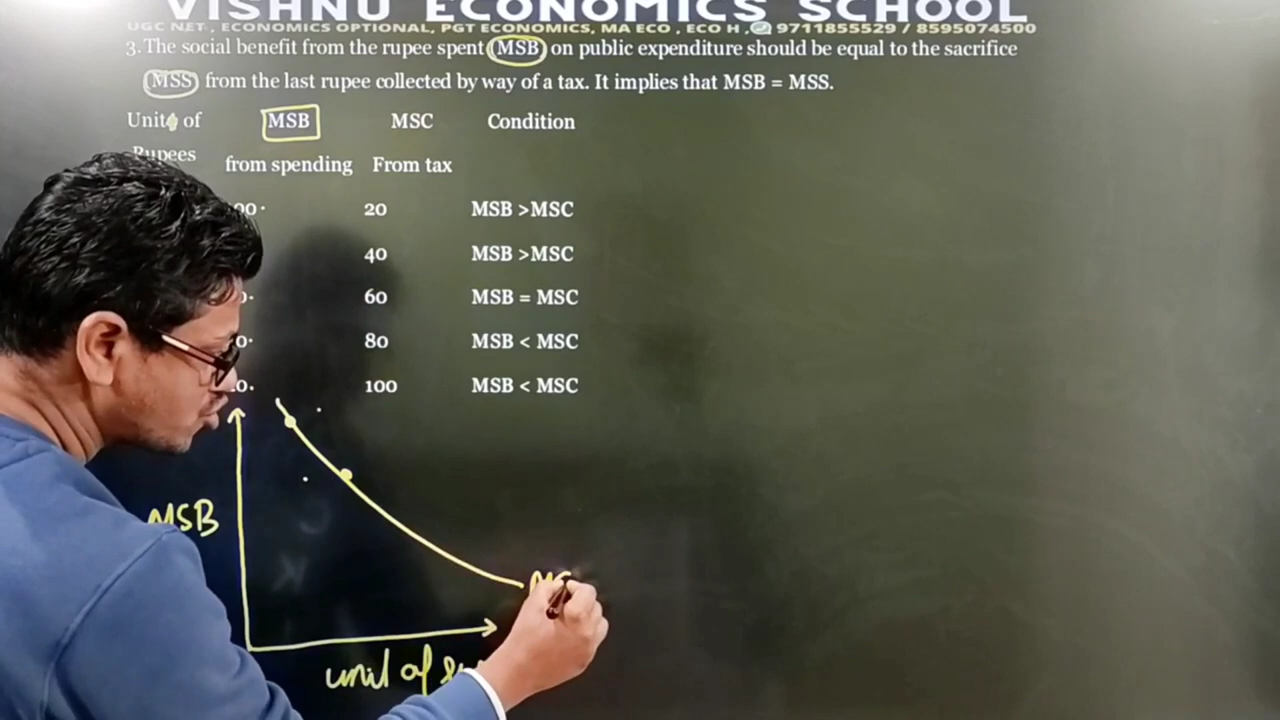 VISHNU ECONOMICS SCHOOL
UGC NET , ECONOMICS OPTIONAL, PGT ECONOMICS, MA ECO , ECO H , 9711855529 / 8595074500
3. The social benefit from the rupee spent (MSB) on public expenditure should be equal to the sacrifice
(MSS) from the last rupee collected by way of a tax. It implies that MSB = MSS.
Units of MSB MSC Condition
Rupees
from spending From tax
20 MSB >MSC
40 MSB >MSC
60 MSB = MSC
80 MSB < MSC
100 MSB < MSC
MSB
unit of